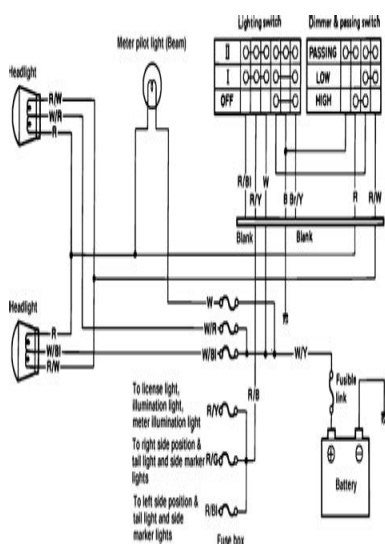 Lighting switch
Dimmer & passing switch
Meter pilot light (Beam)
II
I
OFF
PASSING
LOW
HIGH
Headlight
R/W
W/R
R
R/Bl
R/Y
W
B
Br/Y
R
R/W
Blank
Blank
Headlight
R
W/Bl
R/W
W
W/R
W/Bl
W/Y
Fusible
link
R/B
To license light,
illumination light,
meter illumination light
R/Y
To right side position &
tail light and side marker
lights
R/G
To left side position &
tail light and side
marker lights
R/Bl
Fuse box
Battery